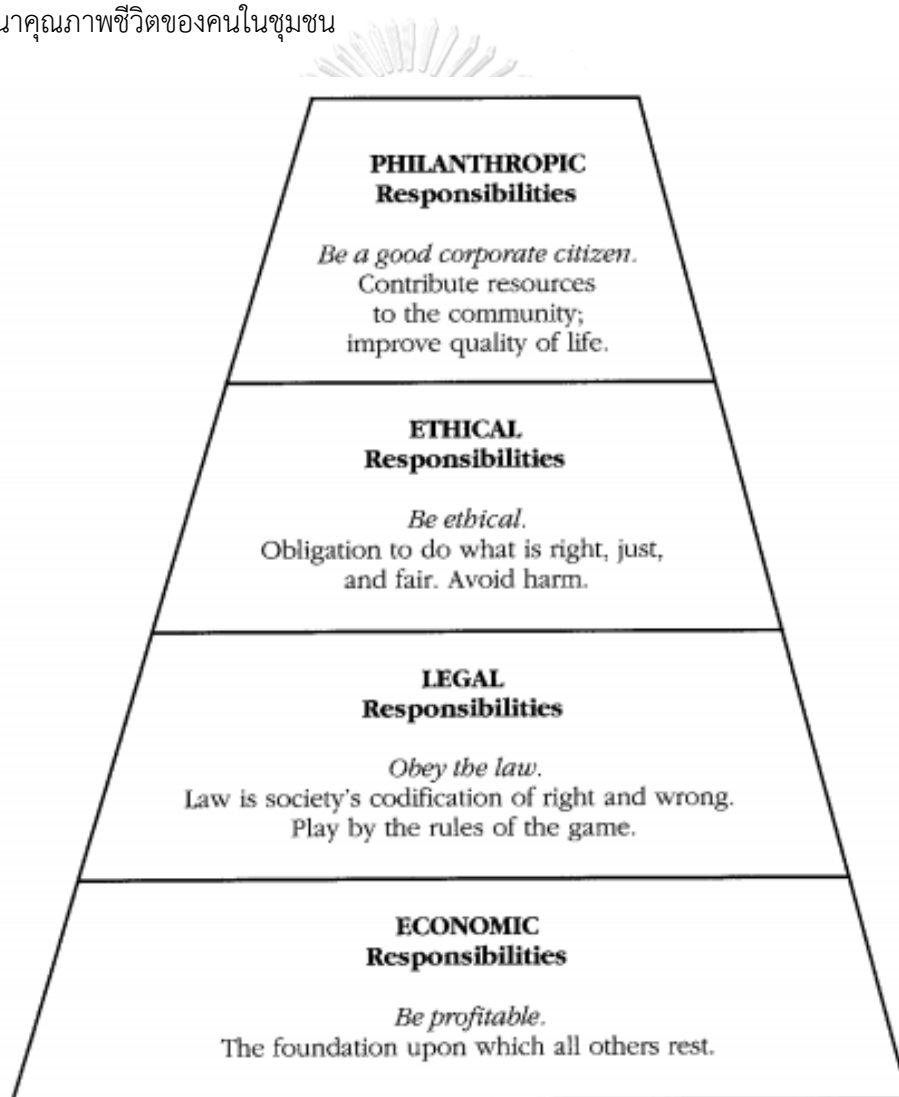 นาคุณภาพชีวิตของคนในชุมชน
PHILANTHROPIC
Responsibilities
Be a good corporate citizen.
Contribute resources
to the community;
improve quality of life.
ETHICAL
Responsibilities
Be ethical.
Obligation to do what is right, just,
and fair. Avoid harm.
LEGAL
Responsibilities
Obey the law.
Law is society's codification of right and wrong.
Play by the rules of the game.
ECONOMIC
Responsibilities
Be profitable.
The foundation upon which all others rest.